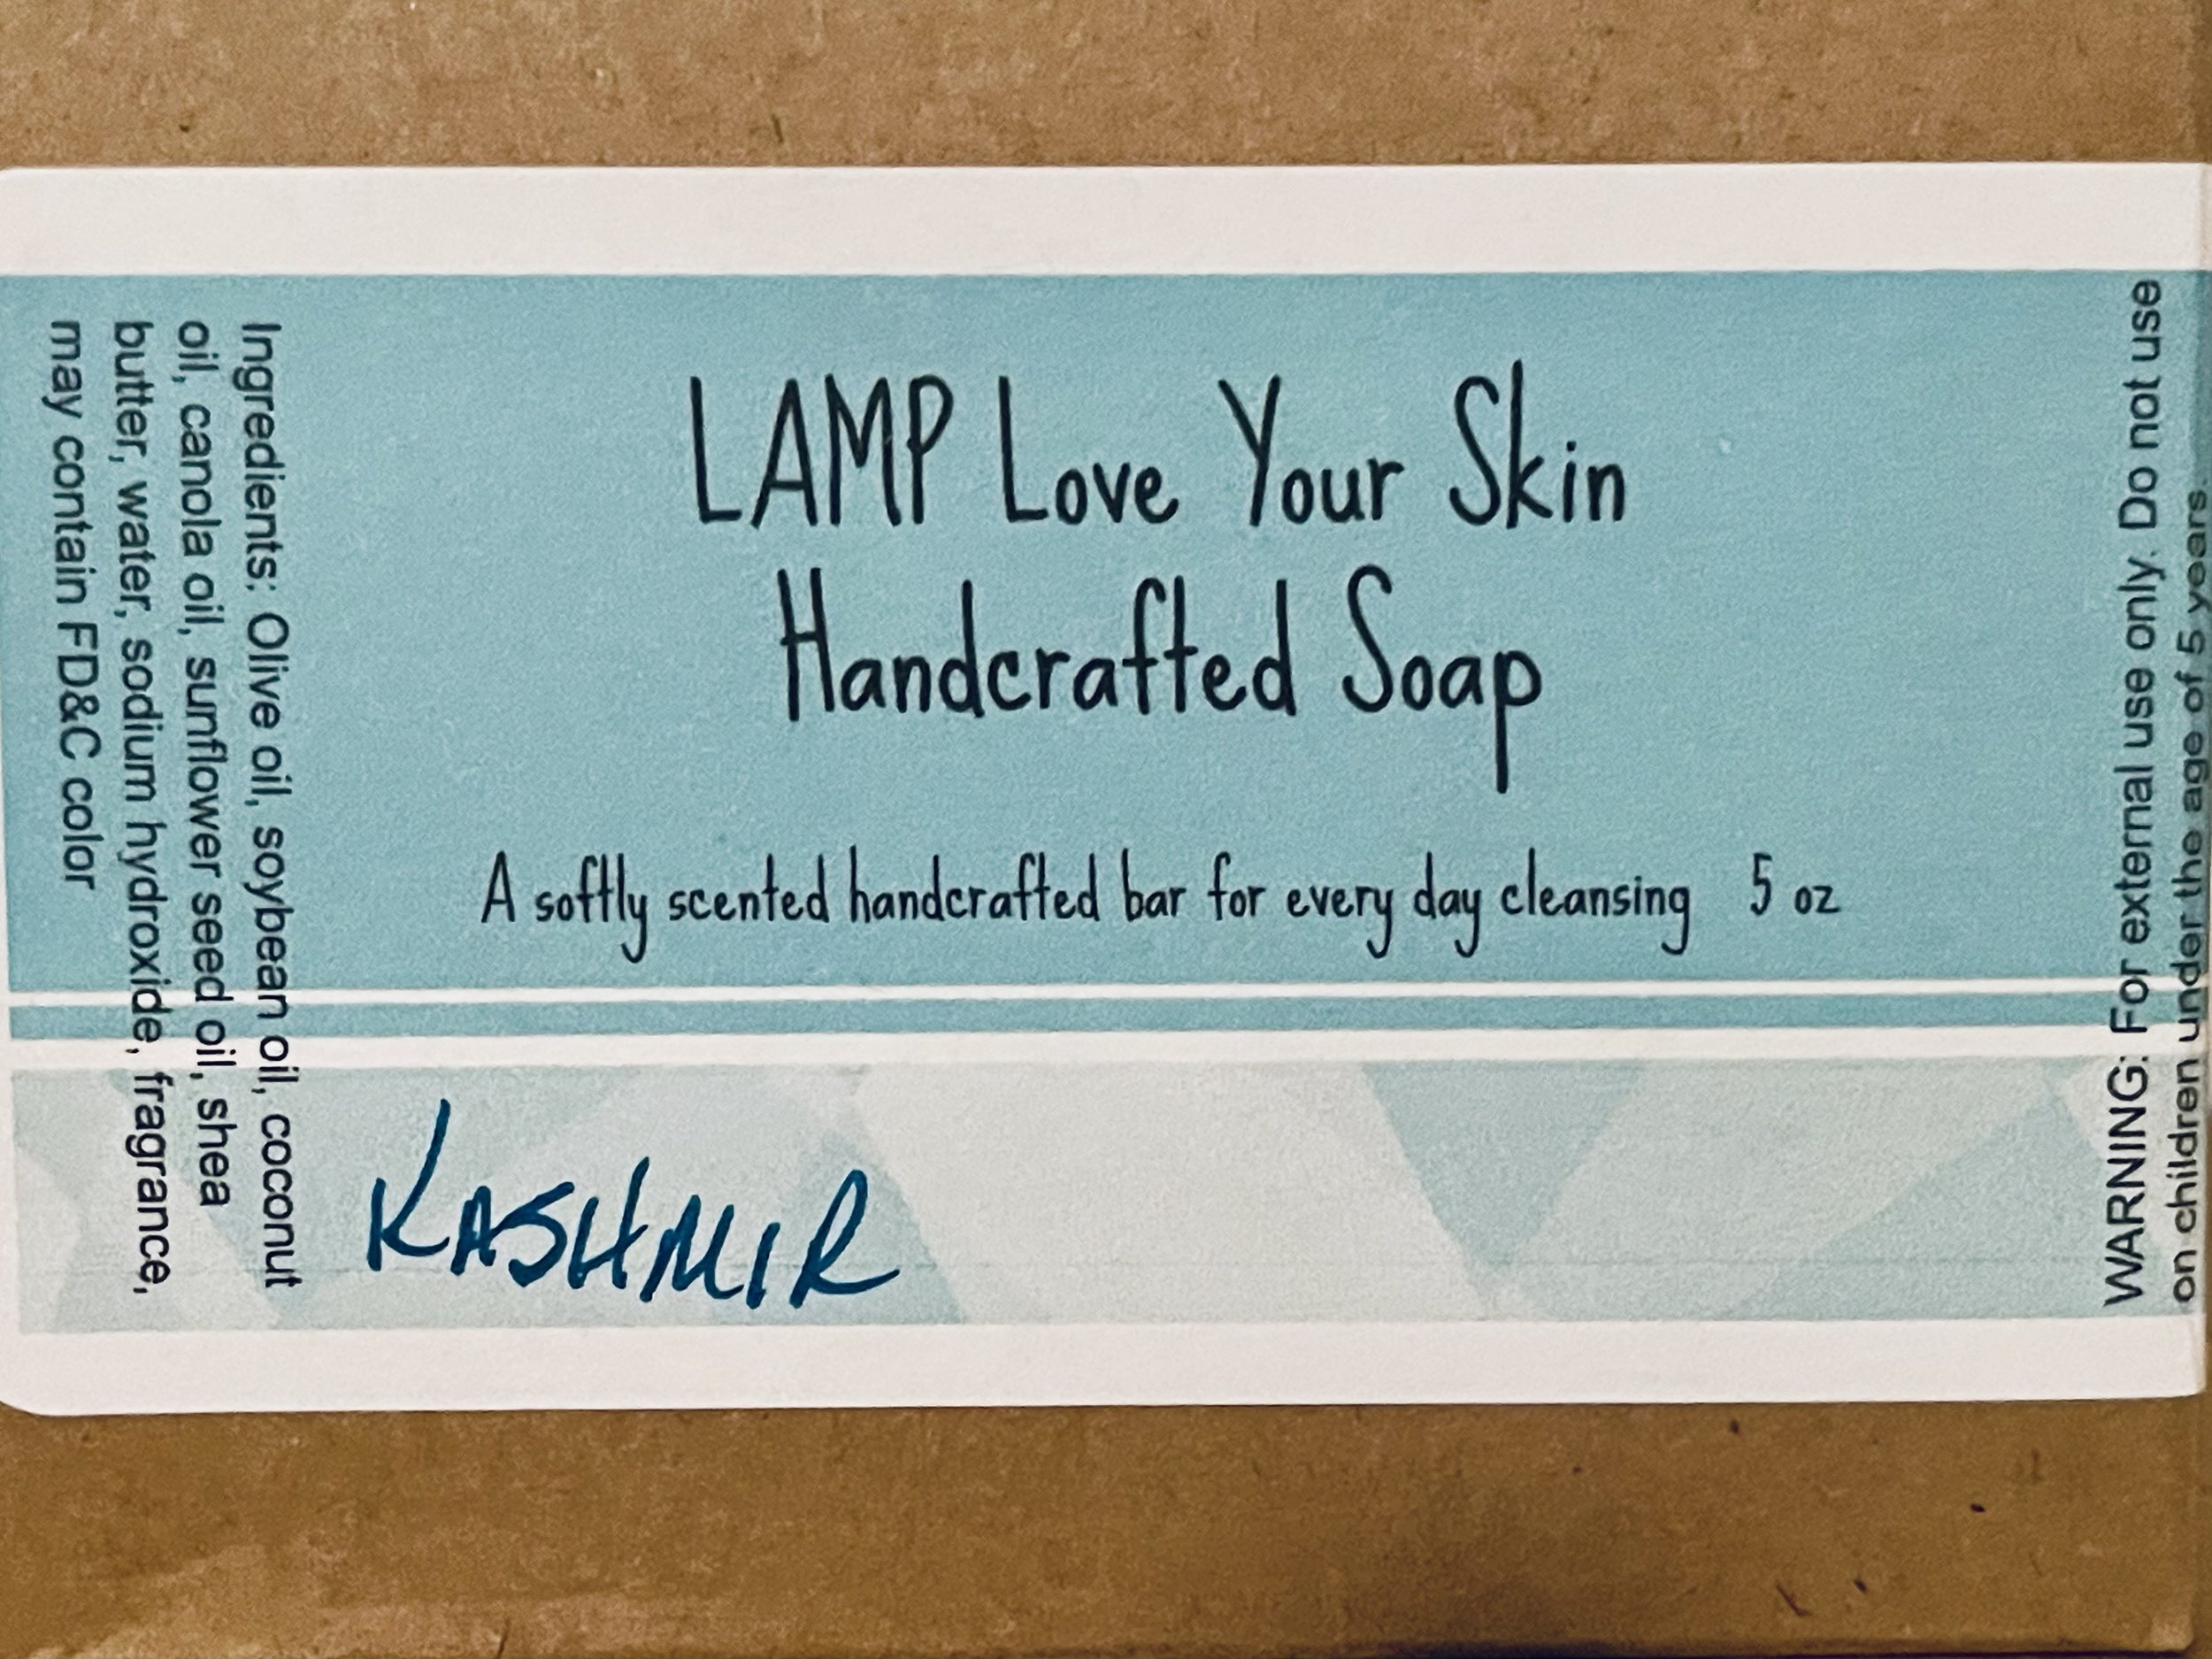 LAMP Love Your Skin
Handcrafted Soap
A softly scented handcrafted bar for every day cleansing 5 oz
KASHMIR
Ingredients: Olive oil, soybean oil, coconut
oil, canola oil, sunflower seed oil, shea
butter, water, sodium hydroxide, fragrance,
may contain FD&C color
WARNING: For external use only. Do not use
on children under the age of 5 years.